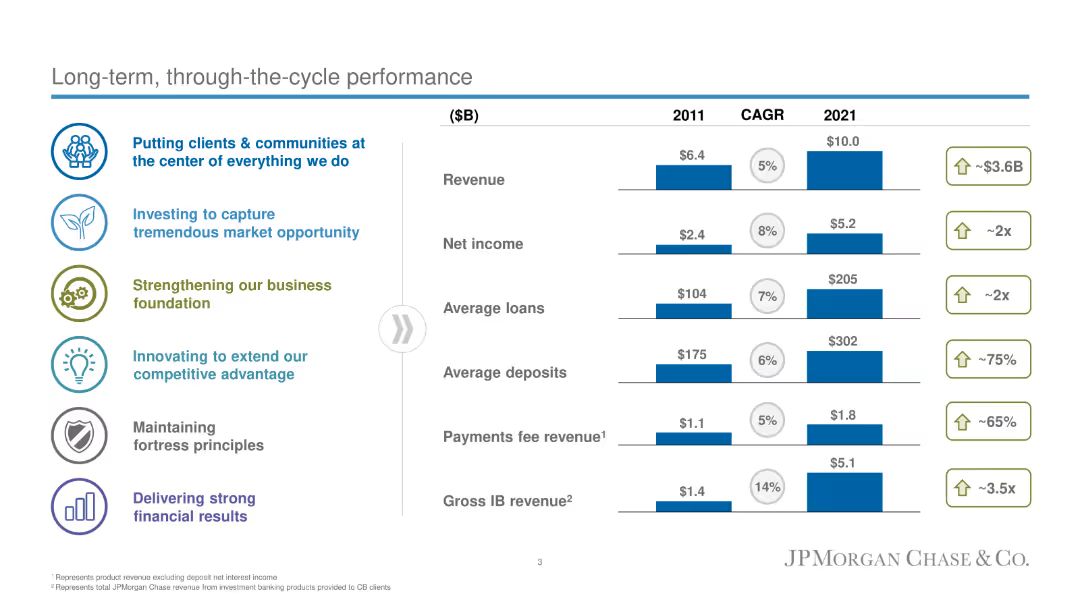 Long-term, through-the-cycle performance
Putting clients & communities at
the center of everything we do
Investing to capture
tremendous market opportunity
Strengthening our business
foundation
Innovating to extend our
competitive advantage
Maintaining
fortress principles
Delivering strong
financial results
($B) 2011 CAGR 2021
Revenue $6.4 5% $10.0 ~$3.6B
Net income $2.4 8% $5.2 ~2x
Average loans $104 7% $205 ~2x
Average deposits $175 6% $302 ~75%
Payments fee revenue¹ $1.1 5% $1.8 ~65%
Gross IB revenue² $1.4 14% $5.1 ~3.5x
3
JPMORGAN CHASE & CO.
¹ Represents product revenue excluding deposit net interest income
² Represents total JPMorgan Chase revenue from investment banking products provided to CB clients